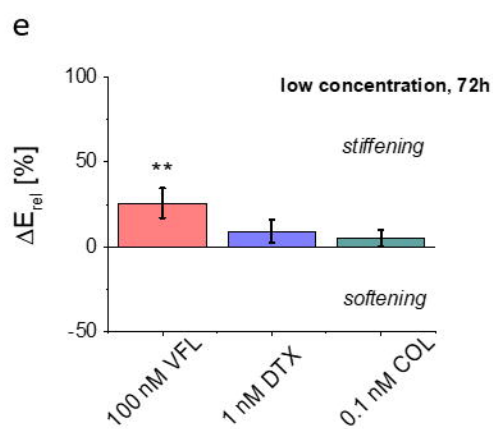 e
100
low concentration, 72h
stiffening
**
50
ΔE_rel [%]
0
softening
-50
100 nM VFL
1 nM DTX
0.1 nM COL